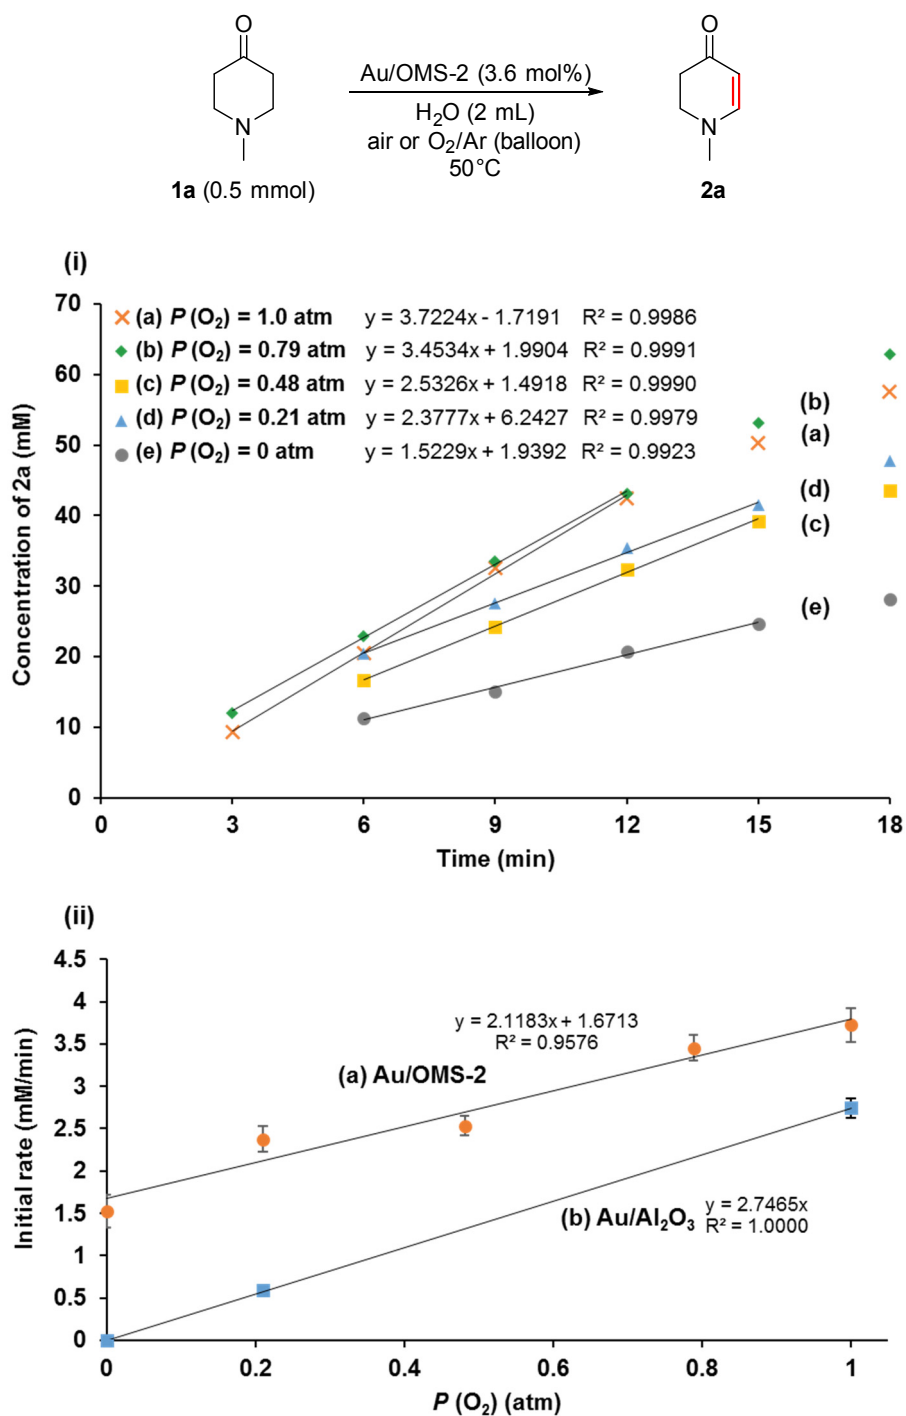 O
O
Au/OMS-2 (3.6 mol%)
H₂O (2 mL)
air or O₂/Ar (balloon)
50°C
N
N
1a (0.5 mmol)
2a
(i)
70
60
50
40
30
20
10
0
Concentration of 2a (mM)
(a) P (O₂) = 1.0 atm y = 3.7224x - 1.7191 R² = 0.9986
(b) P (O₂) = 0.79 atm y = 3.4534x + 1.9904 R² = 0.9991
(c) P (O₂) = 0.48 atm y = 2.5326x + 1.4918 R² = 0.9990
(d) P (O₂) = 0.21 atm y = 2.3777x + 6.2427 R² = 0.9979
(e) P (O₂) = 0 atm y = 1.5229x + 1.9392 R² = 0.9923
(b)
(a)
(d)
(c)
(e)
0 3 6 9 12 15 18
Time (min)
(ii)
4.5
4
3.5
3
2.5
2
1.5
1
0.5
0
Initial rate (mM/min)
y = 2.1183x + 1.6713
R² = 0.9576
(a) Au/OMS-2
(b) Au/Al₂O₃
y = 2.7465x
R² = 1.0000
0 0.2 0.4 0.6 0.8 1
P (O₂) (atm)